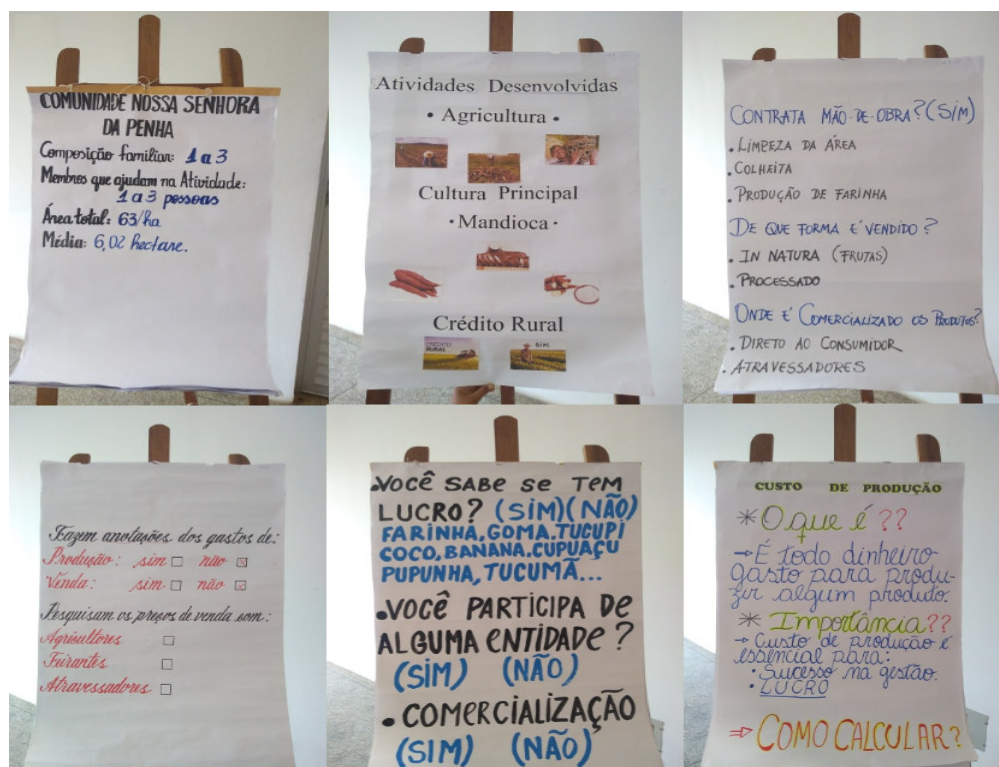 COMUNIDADE NOSSA SENHORA
DA PENHA
Composição familiar: 1 a 3
Membros que ajudam na Atividade:
1 a 3 pessoas
Área total: 63/ha
Média: 6,02 hectare.
Atividades Desenvolvidas
• Agricultura •
Cultura Principal
• Mandioca •
Crédito Rural
CRÉDITO
RURAL
SIM
CONTRATA MÃO-DE-OBRA? (SIM)
• LIMPEZA DA ÁREA
• COLHEITA
• PRODUÇÃO DE FARINHA
DE QUE FORMA É VENDIDO?
• IN NATURA (FRUTAS)
• PROCESSADO
ONDE É COMERCIALIZADO OS PRODUTOS?
• DIRETO AO CONSUMIDOR
• ATRAVESSADORES
Fazem anotações dos gastos de:
Produção: sim □ não ☒
Venda: sim □ não ☒
Pesquisam os preços de venda com:
Agricultores □
Feirantes □
Atravessadores □
•VOCÊ SABE SE TEM
LUCRO? (SIM)(NÃO)
FARINHA, GOMA, TUCUPI
COCO, BANANA, CUPUAÇU
PUPUNHA, TUCUMÃ...
•VOCÊ PARTICIPA DE
ALGUMA ENTIDADE?
(SIM) (NÃO)
• COMERCIALIZAÇÃO
(SIM) (NÃO)
CUSTO DE PRODUÇÃO
* O que é ??
→ É todo dinheiro
gasto para produ-
zir algum produto.
* Importância??
→ Custo de produção é
essencial para:
• Sucesso na gestão.
• LUCRO
⇒ COMO CALCULAR?